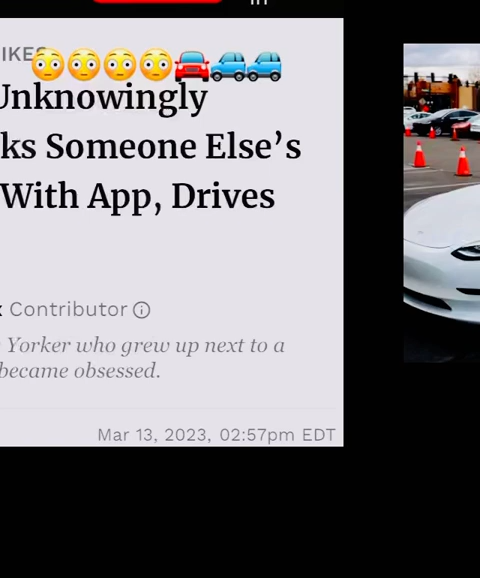 Unknowingly
ks Someone Else's
With App, Drives
Contributor
Yorker who grew up next to a
became obsessed.
Mar 13, 2023, 02:57pm EDT